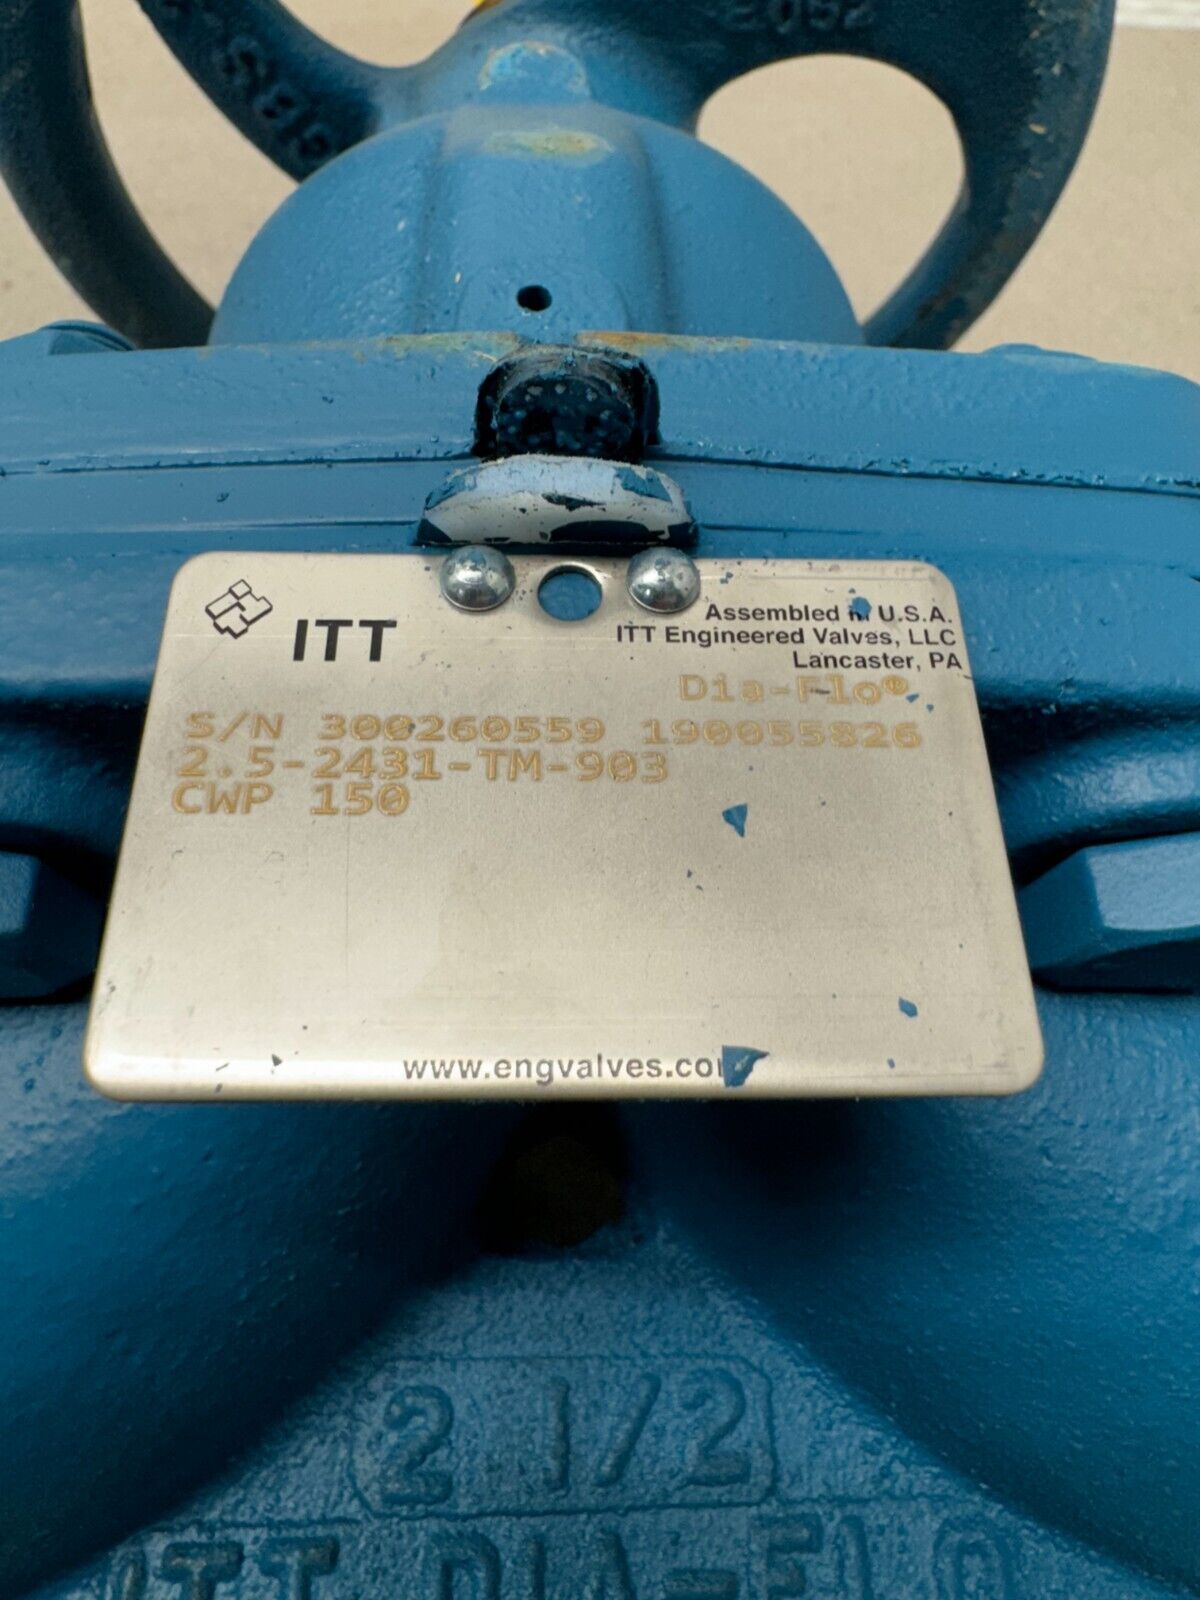 2052
ITT
Assembled in U.S.A.
ITT Engineered Valves, LLC
Lancaster, PA
Dia-Flo®
S/N 300260559 190055826
2.5-2431-TM-903
CWP 150
www.engvalves.com
2 1/2
ITT DIA-FLO